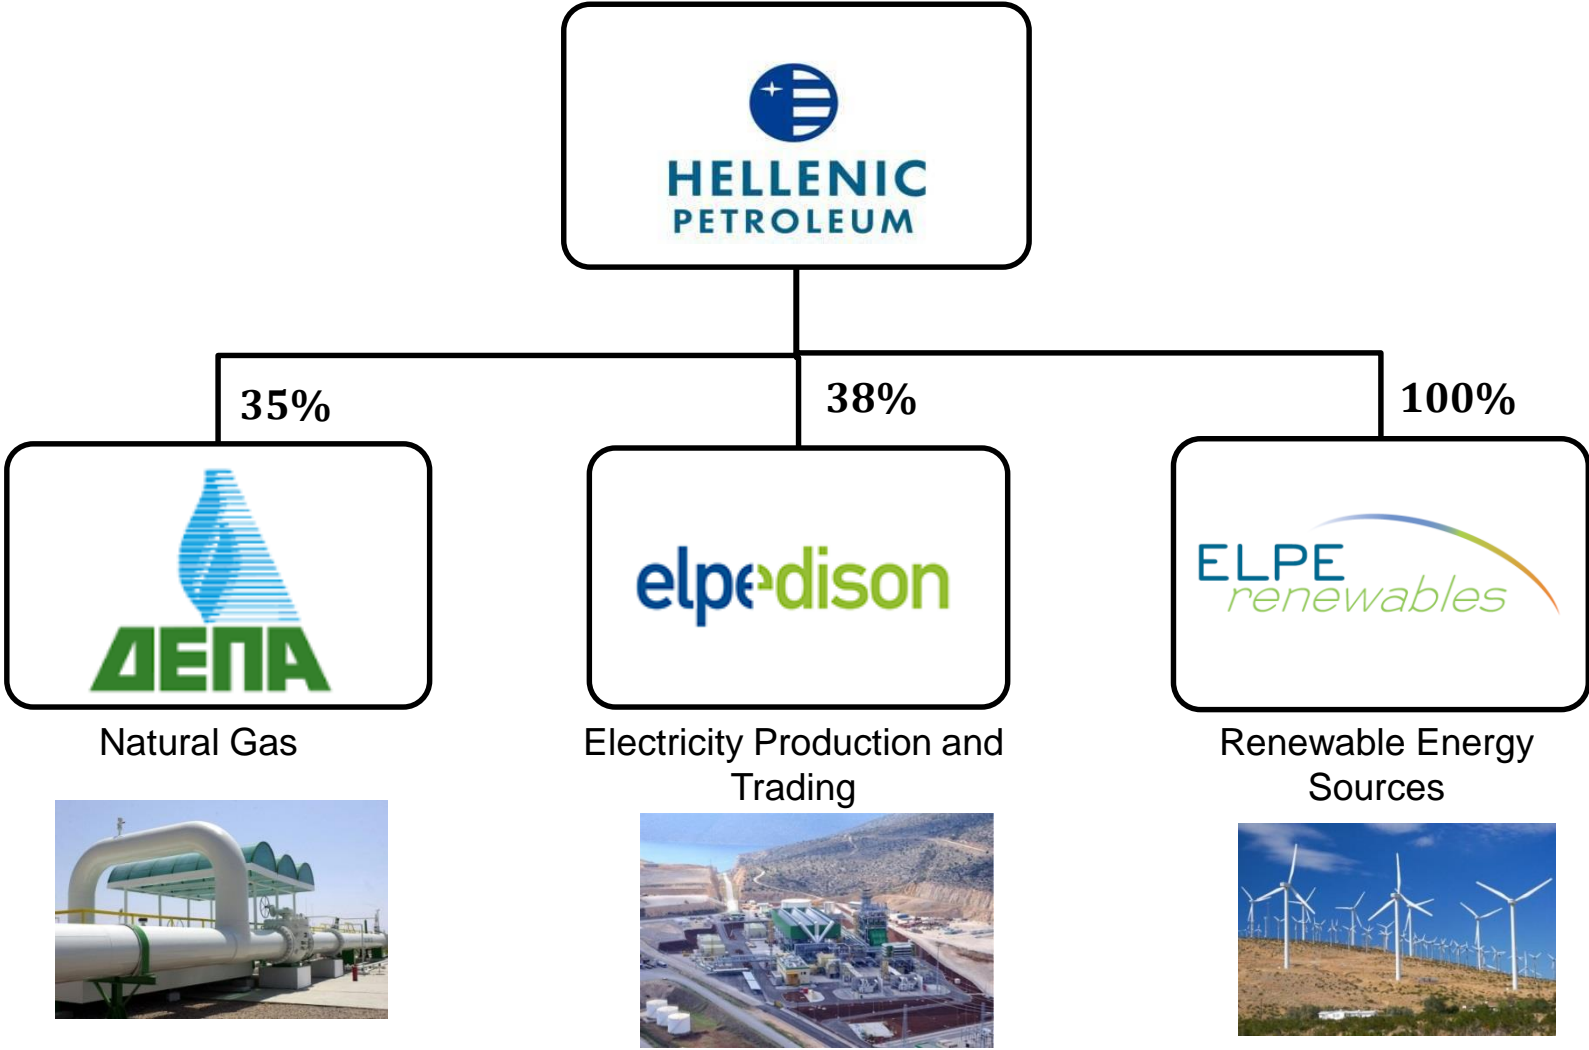 HELLENIC
PETROLEUM
35%
38%
100%
ΔΕΠΑ
elpedison
ELPE
renewables
Natural Gas
Electricity Production and
Trading
Renewable Energy
Sources